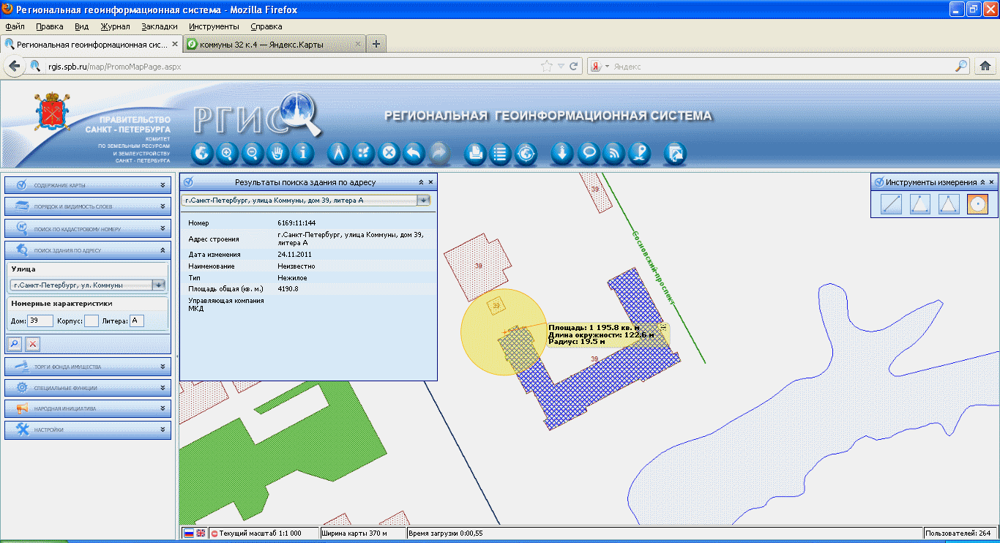 Региональная геоинформационная система - Mozilla Firefox
Файл Правка Вид Журнал Закладки Инструменты Справка
Региональная геоинформационная сис... коммуны 32 к.4 — Яндекс.Карты
rgis.spb.ru/map/PromoMapPage.aspx Яндекс
ПРАВИТЕЛЬСТВО
САНКТ - ПЕТЕРБУРГА
КОМИТЕТ
ПО ЗЕМЕЛЬНЫМ РЕСУРСАМ
И ЗЕМЛЕУСТРОЙСТВУ
САНКТ - ПЕТЕРБУРГА
РГИС
РЕГИОНАЛЬНАЯ ГЕОИНФОРМАЦИОННАЯ СИСТЕМА
СОДЕРЖАНИЕ КАРТЫ
ПОРЯДОК И ВИДИМОСТЬ СЛОЕВ
ПОИСК ПО КАДАСТРОВОМУ НОМЕРУ
ПОИСК ЗДАНИЯ ПО АДРЕСУ
Улица
г.Санкт-Петербург, ул. Коммуны
Номерные характеристики
Дом: 39 Корпус: Литера: А
ТОРГИ ФОНДА ИМУЩЕСТВА
СПЕЦИАЛЬНЫЕ ФУНКЦИИ
НАРОДНАЯ ИНИЦИАТИВА
НАСТРОЙКИ
Результаты поиска здания по адресу
г.Санкт-Петербург, улица Коммуны, дом 39, литера А
Номер 6169:11:144
Адрес строения г.Санкт-Петербург, улица Коммуны, дом 39,
литера А
Дата изменения 24.11.2011
Наименование Неизвестно
Тип Нежилое
Площадь общая (кв. м.) 4190.8
Управляющая компания
МКД
Инструменты измерения
39
Сосновский проспект
39
39
Площадь: 1 195.8 кв. м
Длина окружности: 122.6 м
Радиус: 19.5 м
39
Текущий масштаб 1:1 000 Ширина карты 370 м Время загрузки 0:00,55 Пользователей: 264